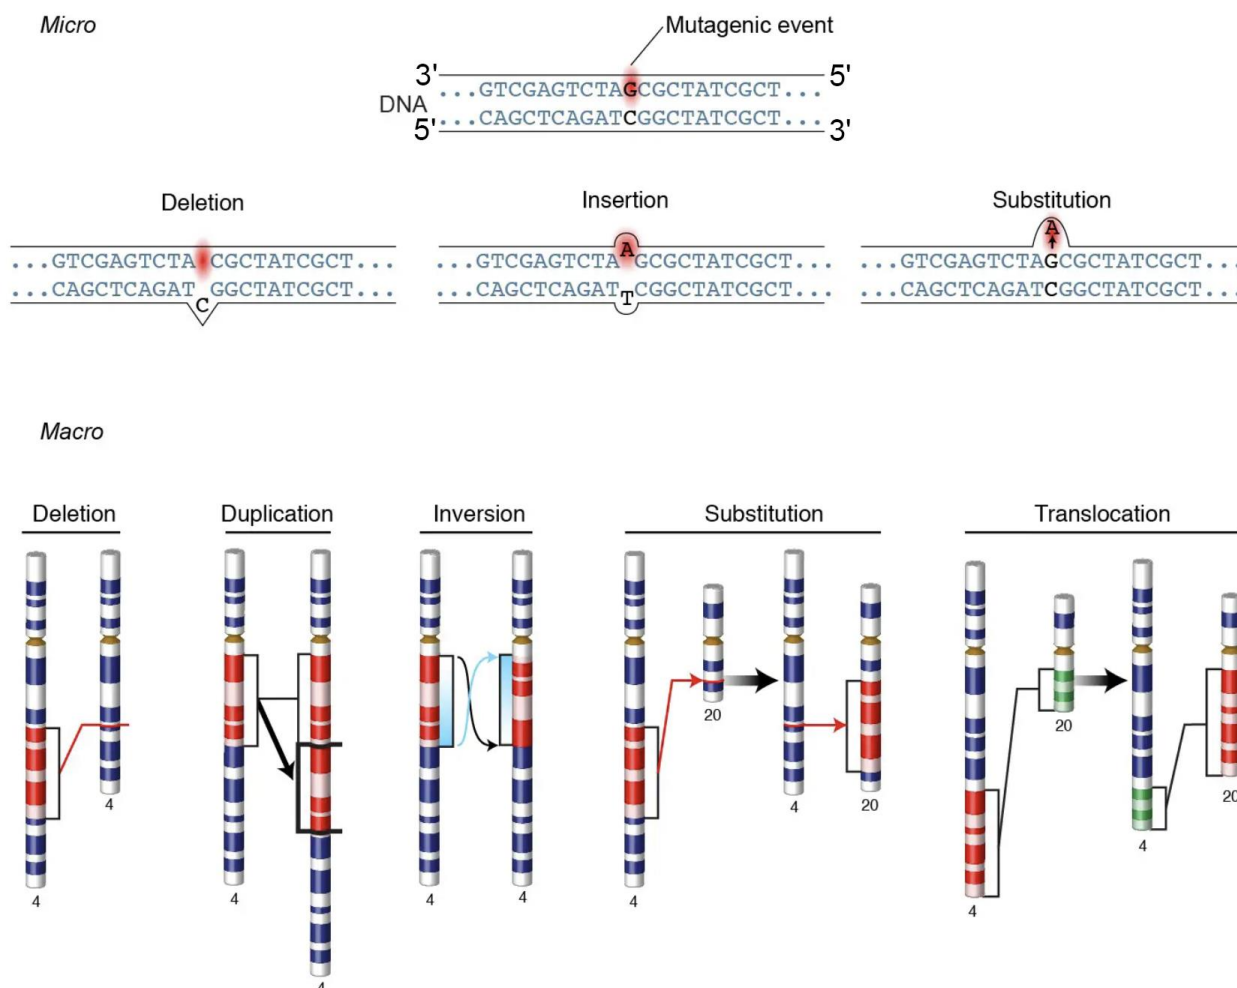 Micro
Mutagenic event
3' ...GTCGAGTCTAGCGCTATCGCT... 5'
DNA
5' ...CAGCTCAGATCGGCTATCGCT... 3'
Deletion
...GTCGAGTCTA CGCTATCGCT...
...CAGCTCAGAT GGCTATCGCT...
C
Insertion
A
...GTCGAGTCTA GCGCTATCGCT...
...CAGCTCAGAT CGGCTATCGCT...
T
Substitution
A
...GTCGAGTCTAGCGCTATCGCT...
...CAGCTCAGATCGGCTATCGCT...
Macro
Deletion
4
4
Duplication
4
4
Inversion
4
4
Substitution
4
20
4
20
Translocation
4
20
4
20